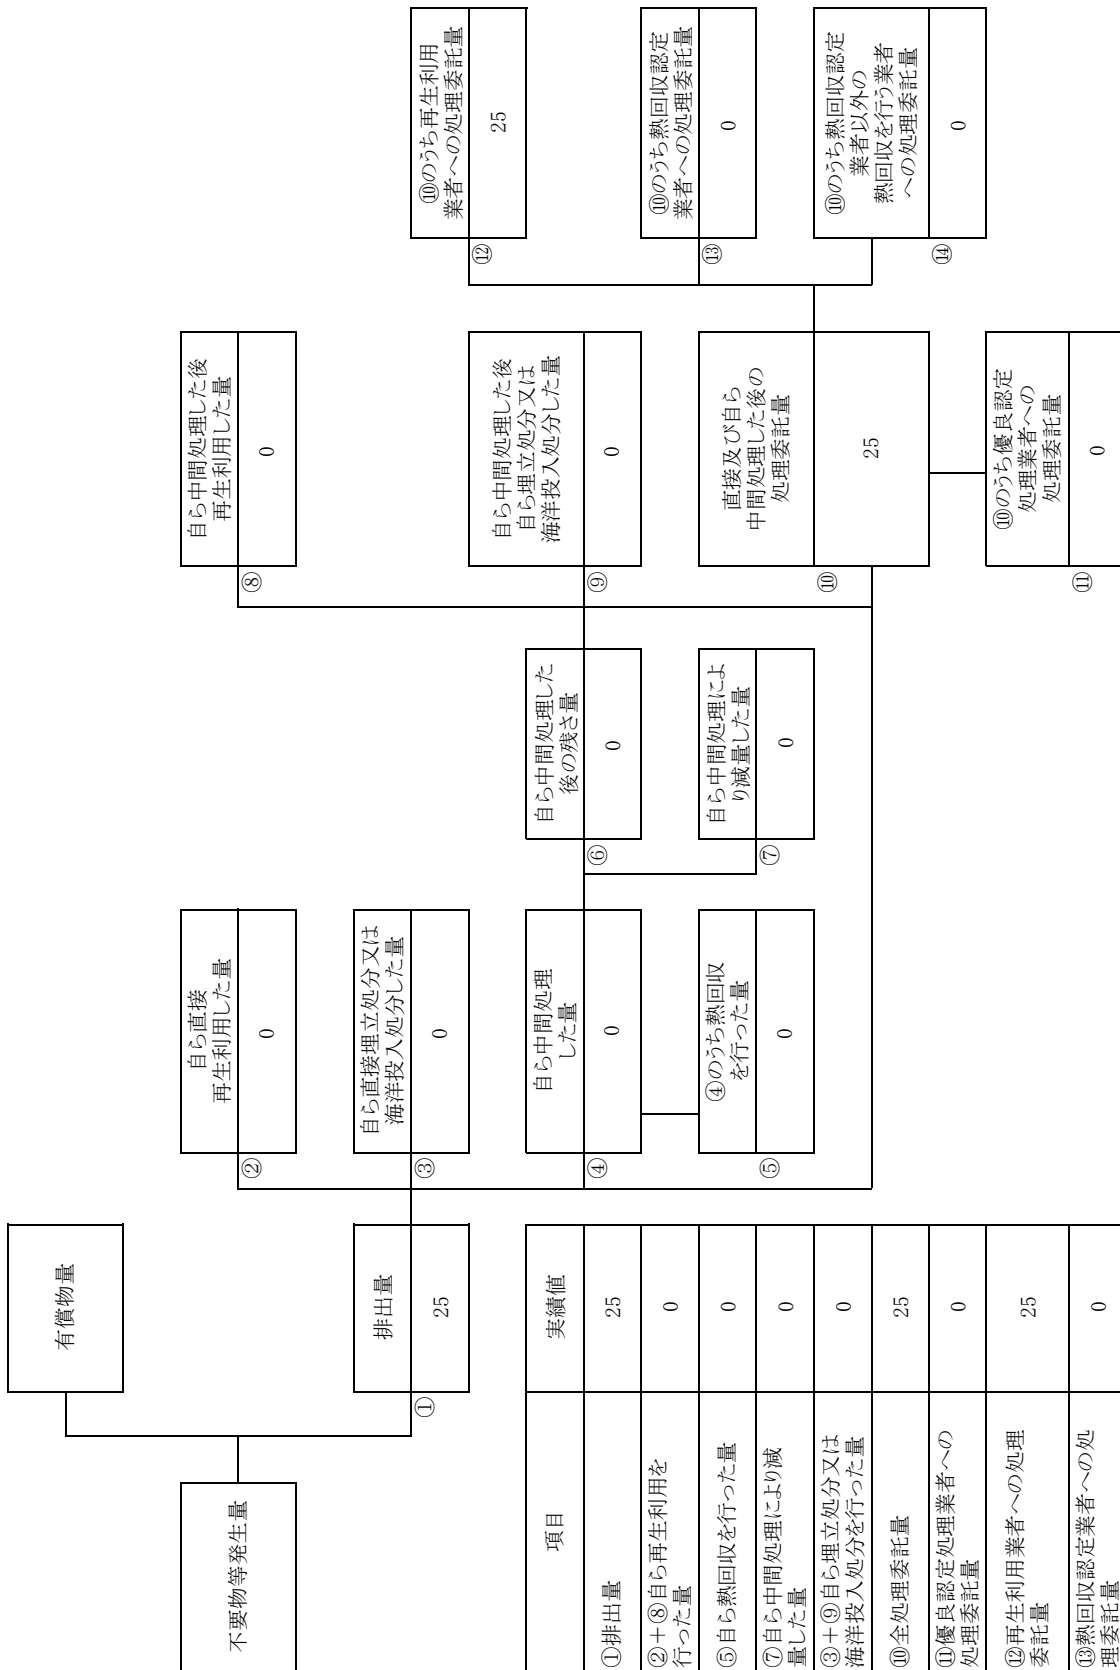 不要物等発生量
有償物量
排出量
①
25
自ら直接
再生利用した量
②
0
自ら直接埋立処分又は
海洋投入処分した量
③
0
自ら中間処理
した量
④
0
④のうち熱回収
を行った量
⑤
0
自ら中間処理した
後の残さ量
⑥
0
自ら中間処理によ
り減量した量
⑦
0
自ら中間処理した後
再生利用した量
⑧
0
自ら中間処理した後
自ら埋立処分又は
海洋投入処分した量
⑨
0
直接及び自ら
中間処理した後の
処理委託量
⑩
25
⑩のうち優良認定
処理業者への
処理委託量
⑪
0
⑩のうち再生利用
業者への処理委託量
⑫
25
⑩のうち熱回収認定
業者への処理委託量
⑬
0
⑩のうち熱回収認定
業者以外の
熱回収を行う業者
への処理委託量
⑭
0
項目
実績値
①排出量
25
②+⑧自ら再生利用を
行った量
0
⑤自ら熱回収を行った量
0
⑦自ら中間処理により減
量した量
0
③+⑨自ら埋立処分又は
海洋投入処分を行った量
0
⑩全処理委託量
25
⑪優良認定処理業者への
処理委託量
0
⑫再生利用業者への処理
委託量
25
⑬熱回収認定業者への処
理委託量
0